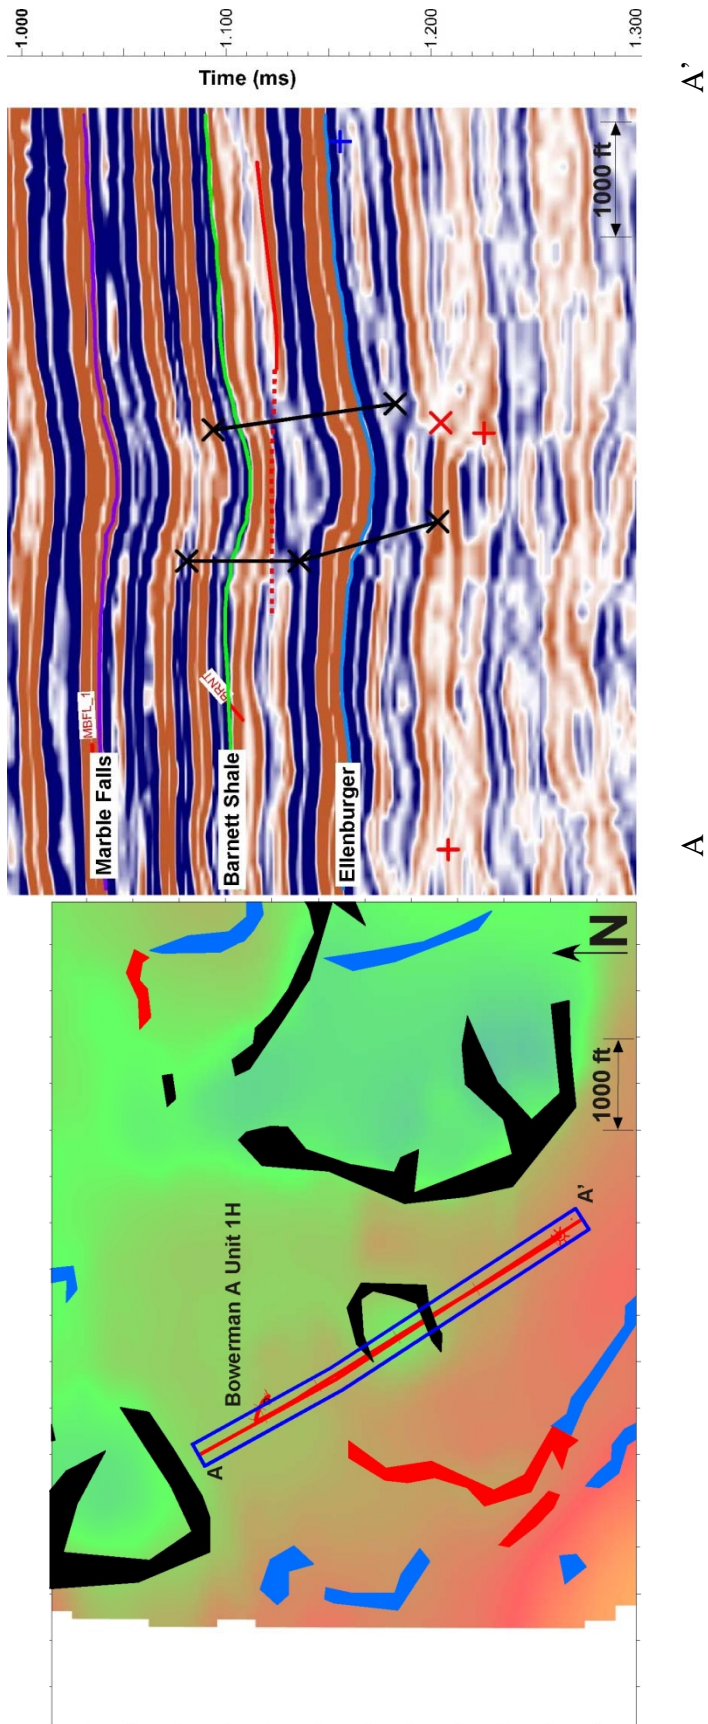 1.000
1.100
1.200
1.300
Time (ms)
A’
1000 ft
MBFL_1
BRNT
Marble Falls
Barnett Shale
Ellenburger
A
N
1000 ft
A'
Bowerman A Unit 1H
A